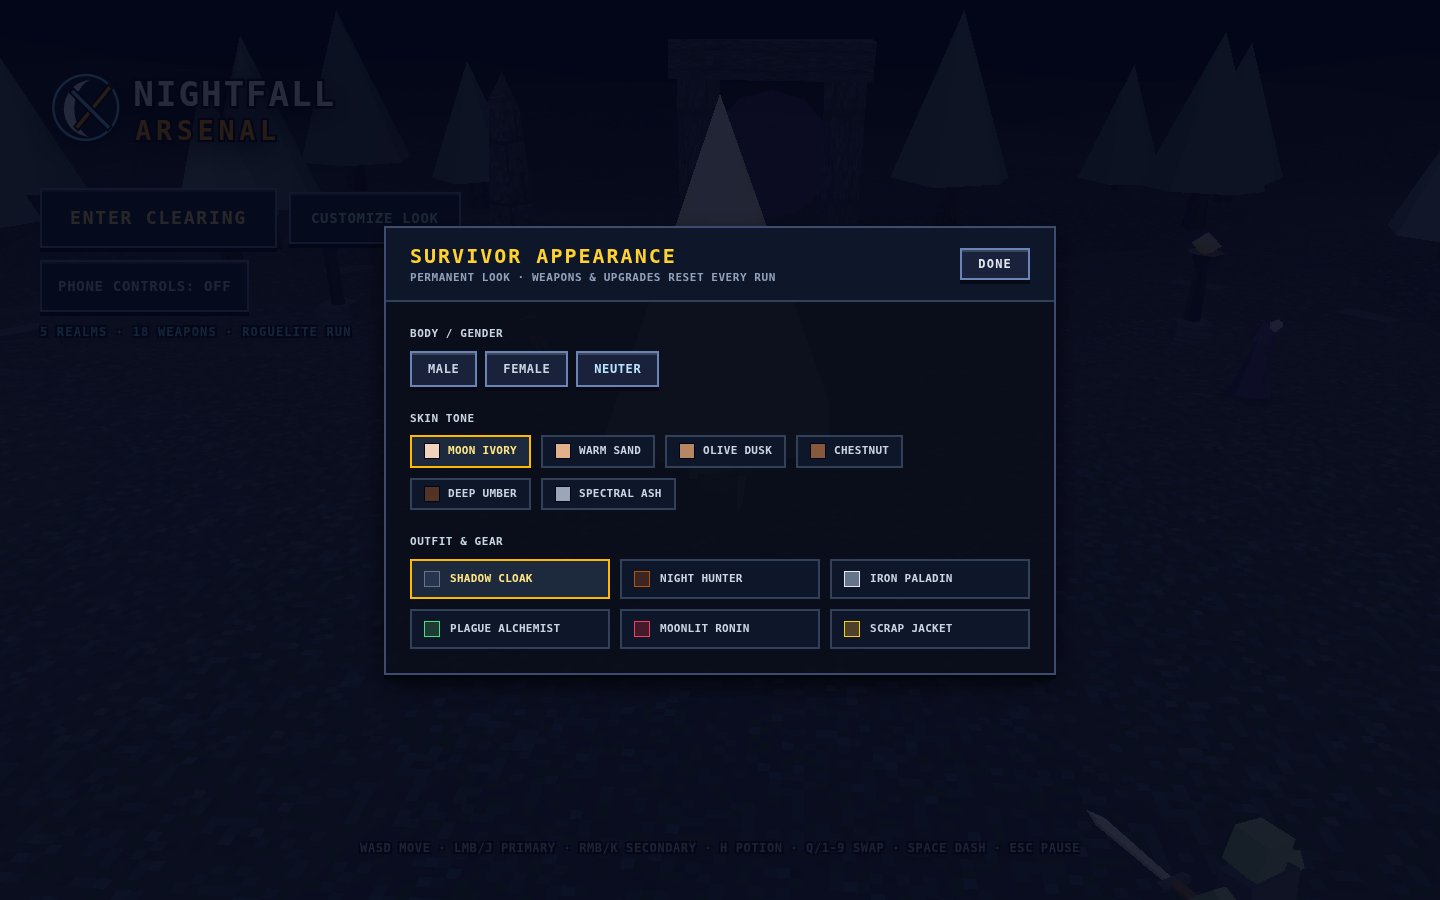 NIGHTFALL
ARSENAL
ENTER CLEARING
CUSTOMIZE LOOK
PHONE CONTROLS: OFF
5 REALMS · 18 WEAPONS · ROGUELITE RUN
SURVIVOR APPEARANCE
PERMANENT LOOK · WEAPONS & UPGRADES RESET EVERY RUN
DONE
BODY / GENDER
MALE FEMALE NEUTER
SKIN TONE
MOON IVORY WARM SAND OLIVE DUSK CHESTNUT
DEEP UMBER SPECTRAL ASH
OUTFIT & GEAR
SHADOW CLOAK NIGHT HUNTER IRON PALADIN
PLAGUE ALCHEMIST MOONLIT RONIN SCRAP JACKET
WASD MOVE · LMB/J PRIMARY · RMB/K SECONDARY · H POTION · Q/1-9 SWAP · SPACE DASH · ESC PAUSE